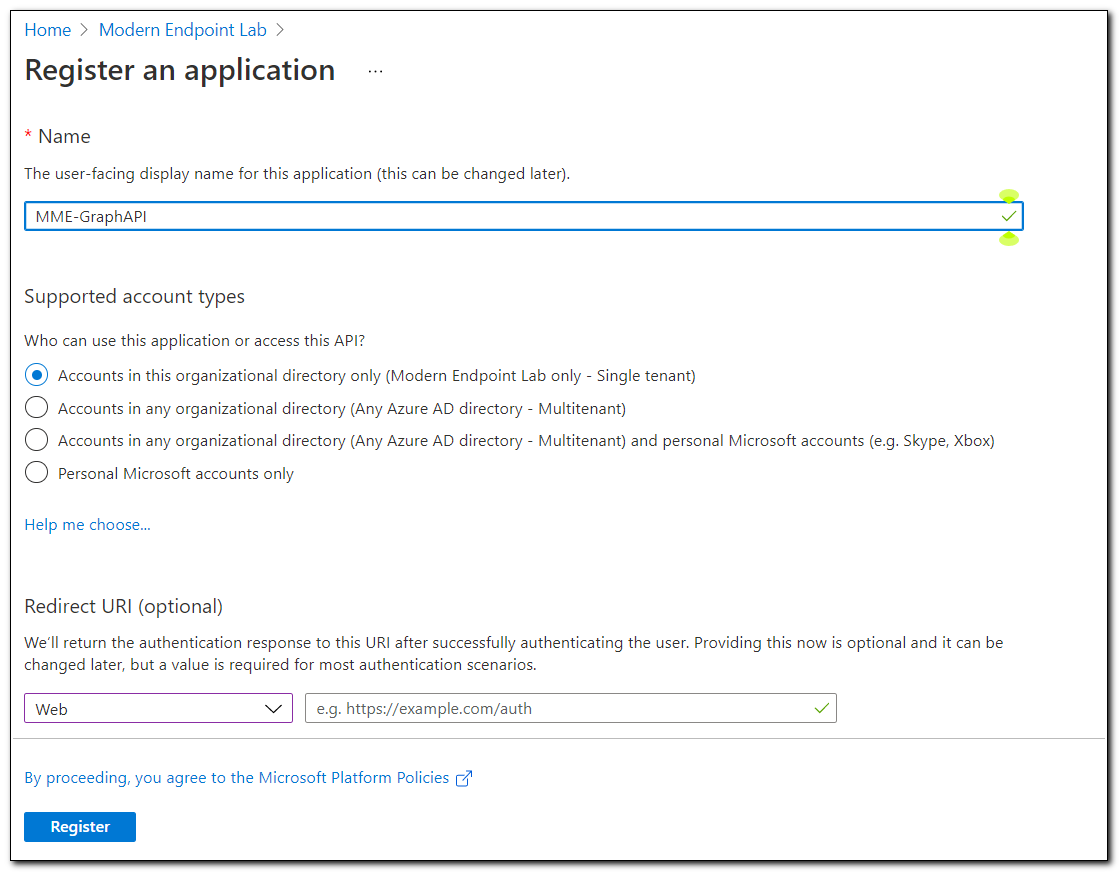 Home > Modern Endpoint Lab >
Register an application ...
* Name
The user-facing display name for this application (this can be changed later).
MME-GraphAPI
Supported account types
Who can use this application or access this API?
Accounts in this organizational directory only (Modern Endpoint Lab only - Single tenant)
Accounts in any organizational directory (Any Azure AD directory - Multitenant)
Accounts in any organizational directory (Any Azure AD directory - Multitenant) and personal Microsoft accounts (e.g. Skype, Xbox)
Personal Microsoft accounts only
Help me choose...
Redirect URI (optional)
We'll return the authentication response to this URI after successfully authenticating the user. Providing this now is optional and it can be
changed later, but a value is required for most authentication scenarios.
Web e.g. https://example.com/auth
By proceeding, you agree to the Microsoft Platform Policies
Register